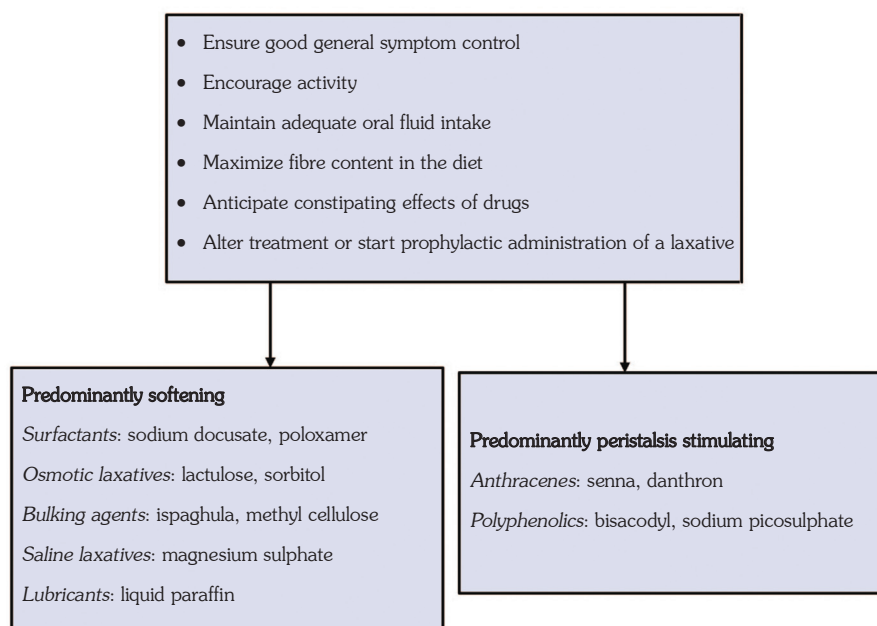 • Ensure good general symptom control
• Encourage activity
• Maintain adequate oral fluid intake
• Maximize fibre content in the diet
• Anticipate constipating effects of drugs
• Alter treatment or start prophylactic administration of a laxative
Predominantly softening
Surfactants: sodium docusate, poloxamer
Osmotic laxatives: lactulose, sorbitol
Bulking agents: ispaghula, methyl cellulose
Saline laxatives: magnesium sulphate
Lubricants: liquid paraffin
Predominantly peristalsis stimulating
Anthracenes: senna, danthron
Polyphenolics: bisacodyl, sodium picosulphate